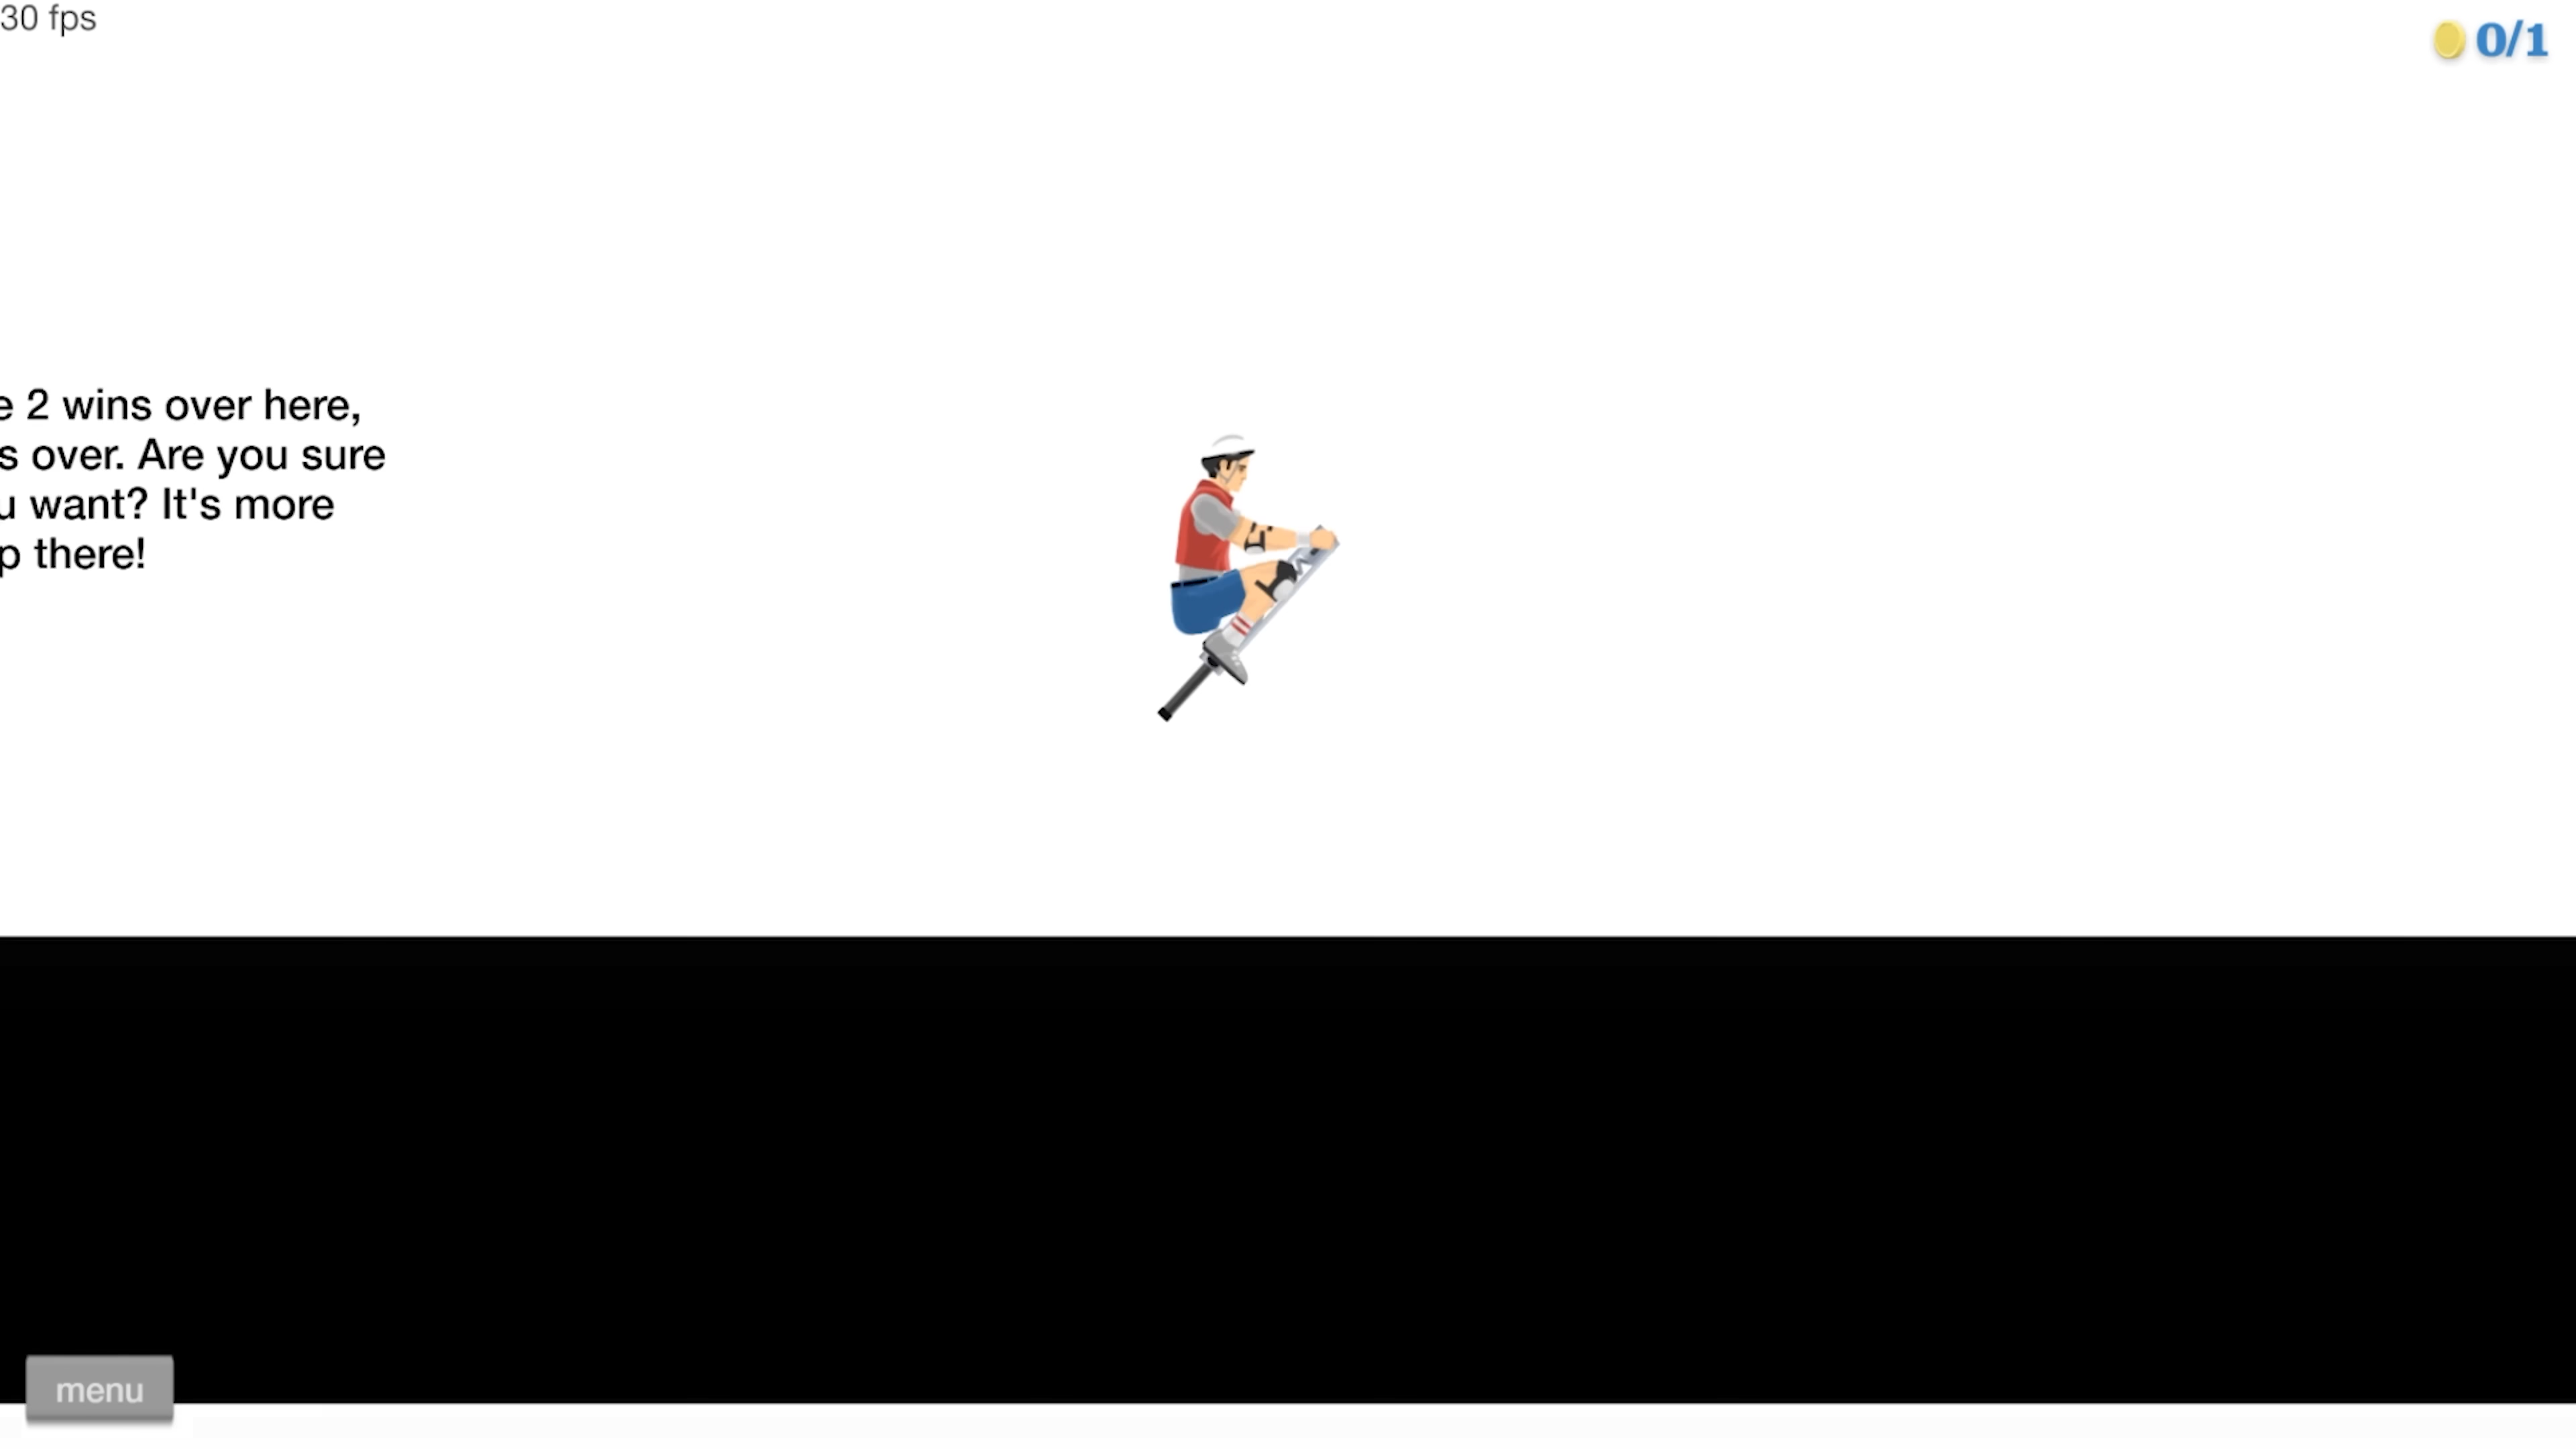 30 fps
0/1
e 2 wins over here,
s over. Are you sure
u want? It's more
p there!
menu